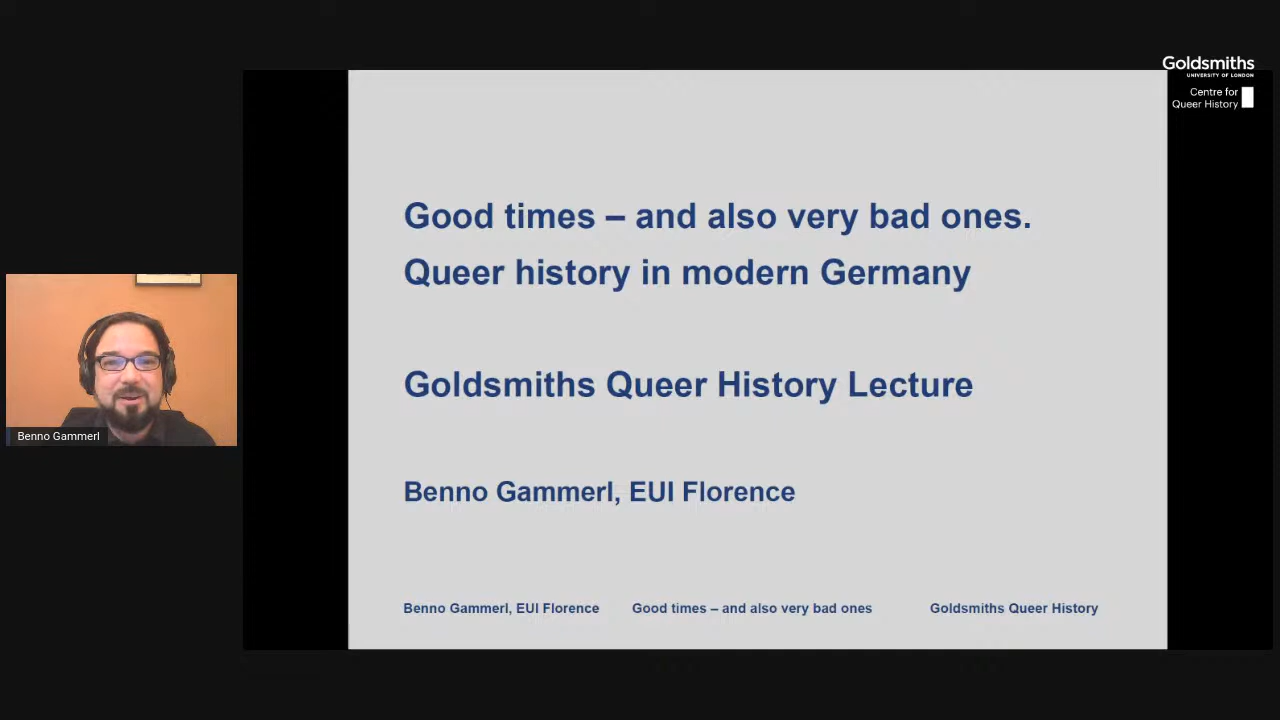 Goldsmiths
UNIVERSITY OF LONDON
Centre for
Queer History
Good times – and also very bad ones.
Queer history in modern Germany
Goldsmiths Queer History Lecture
Benno Gammerl, EUI Florence
Benno Gammerl
Benno Gammerl, EUI Florence
Good times – and also very bad ones
Goldsmiths Queer History